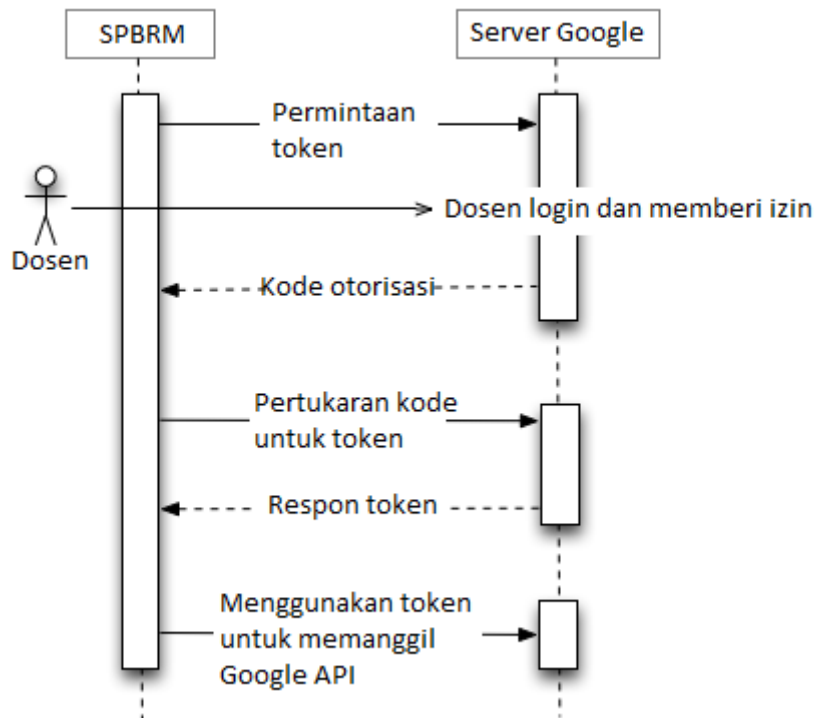 SPBRM
Server Google
Permintaan
token
Dosen login dan memberi izin
Dosen
Kode otorisasi
Pertukaran kode
untuk token
Respon token
Menggunakan token
untuk memanggil
Google API